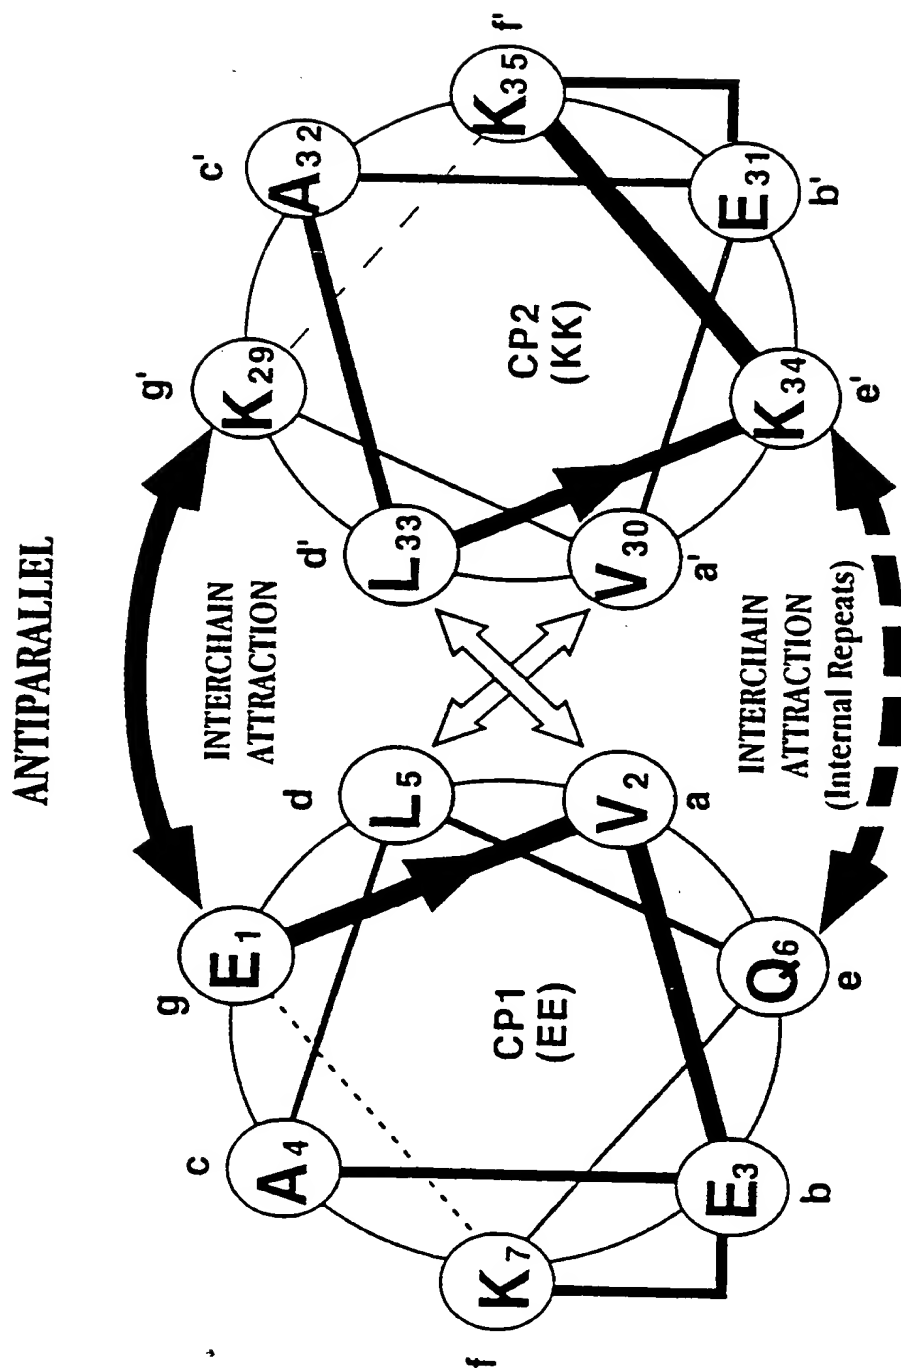 ANTIPARALLEL
g
g'
c
c'
INTERCHAIN
ATTRACTION
E1
K29
A4
A32
d
d'
L5
L33
f
f'
K7
K35
CP1
(EE)
CP2
(KK)
V2
V30
a
a'
E3
E31
Q6
K34
b
b'
e
e'
INTERCHAIN
ATTRACTION
(Internal Repeats)